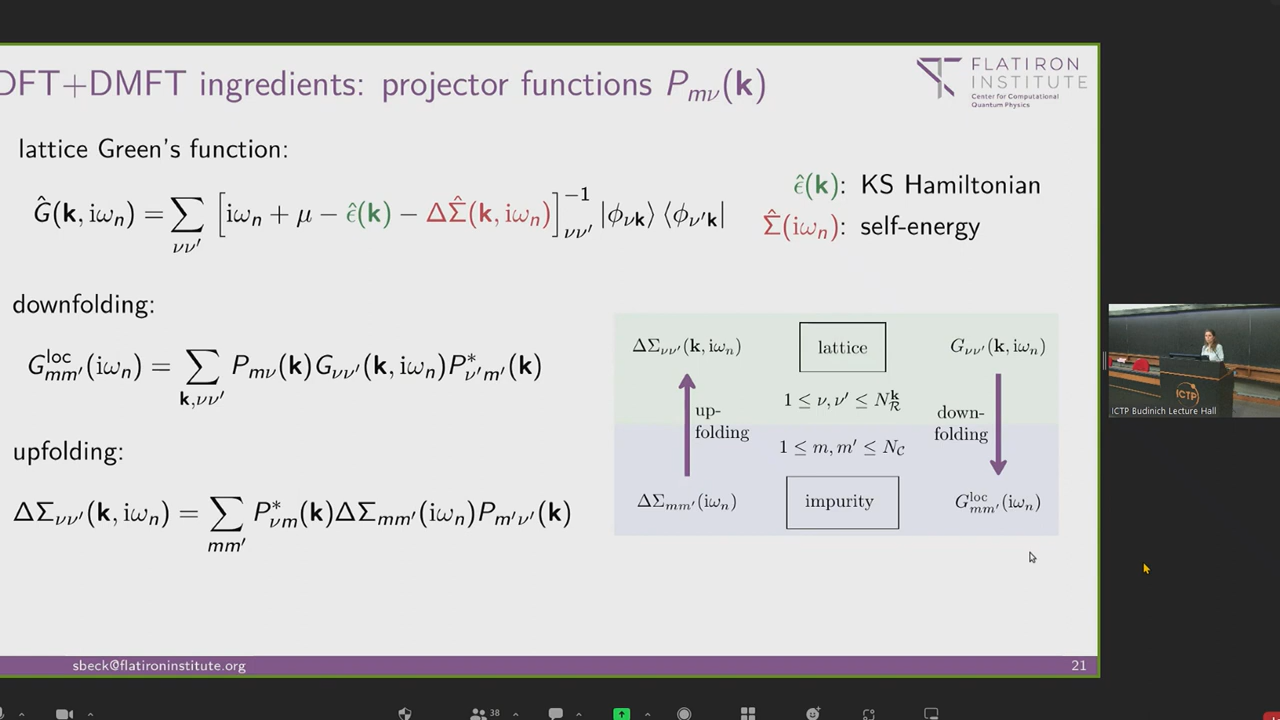 DFT+DMFT ingredients: projector functions P_{mν}(𝐤)
FLATIRON
INSTITUTE
Center for Computational
Quantum Physics
lattice Green's function:
Ĝ(𝐤, iω_n) = ∑_{νν′} [iω_n + μ − ε̂(𝐤) − ΔΣ̂(𝐤, iω_n)]^{−1}_{νν′} |ϕ_{ν𝐤}⟩ ⟨ϕ_{ν′𝐤}|
ε̂(𝐤): KS Hamiltonian
Σ̂(iω_n): self-energy
downfolding:
G^{loc}_{mm′}(iω_n) = ∑_{𝐤,νν′} P_{mν}(𝐤)G_{νν′}(𝐤, iω_n)P^*_{ν′m′}(𝐤)
upfolding:
ΔΣ_{νν′}(𝐤, iω_n) = ∑_{mm′} P^*_{νm}(𝐤)ΔΣ_{mm′}(iω_n)P_{m′ν′}(𝐤)
ΔΣ_{νν′}(𝐤, iω_n)
lattice
G_{νν′}(𝐤, iω_n)
up-
folding
1 ≤ ν, ν′ ≤ N^𝐤_ℛ
down-
folding
1 ≤ m, m′ ≤ N_𝒞
ΔΣ_{mm′}(iω_n)
impurity
G^{loc}_{mm′}(iω_n)
sbeck@flatironinstitute.org
21
ICTP
ICTP Budinich Lecture Hall
38